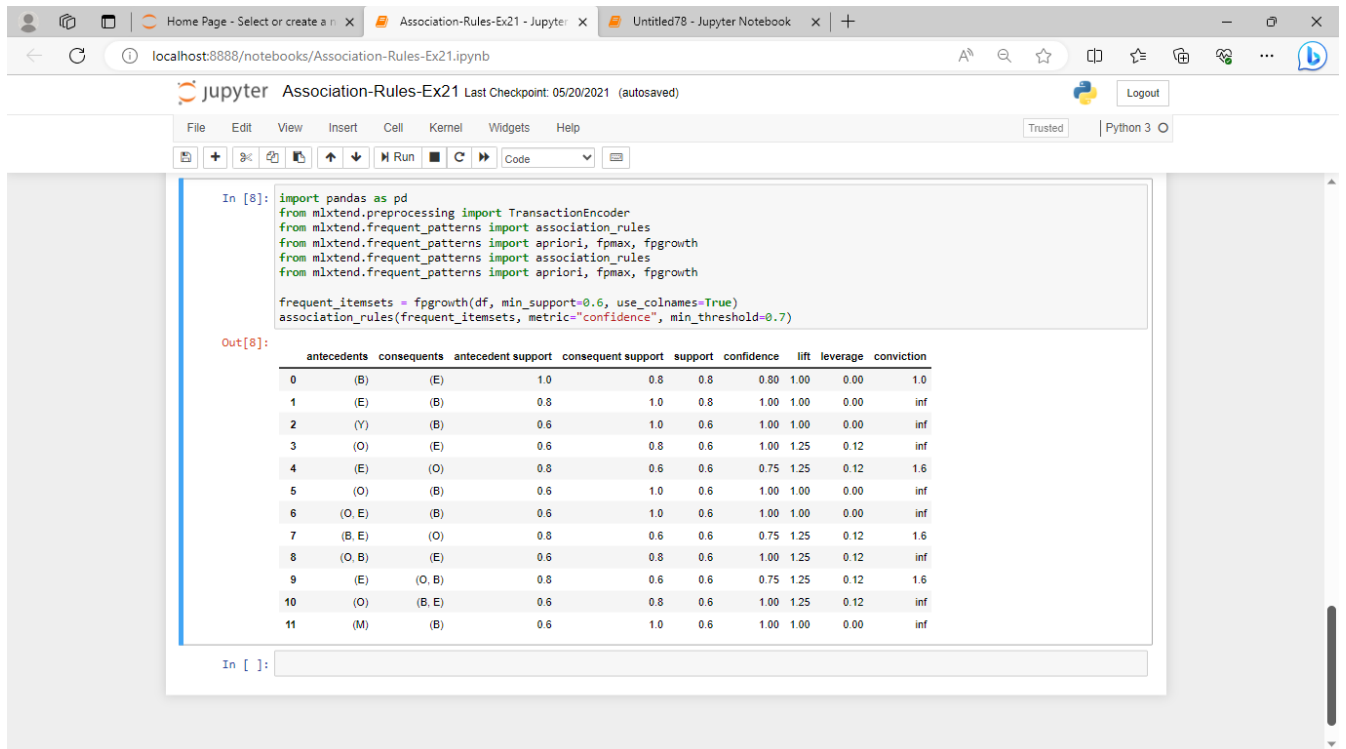 Home Page - Select or create a n
Association-Rules-Ex21 - Jupyter
Untitled78 - Jupyter Notebook
localhost:8888/notebooks/Association-Rules-Ex21.ipynb
jupyter Association-Rules-Ex21 Last Checkpoint: 05/20/2021 (autosaved)
Logout
File Edit View Insert Cell Kernel Widgets Help
Trusted
Python 3
Run
Code
In [8]: import pandas as pd
from mlxtend.preprocessing import TransactionEncoder
from mlxtend.frequent_patterns import association_rules
from mlxtend.frequent_patterns import apriori, fpmax, fpgrowth
from mlxtend.frequent_patterns import association_rules
from mlxtend.frequent_patterns import apriori, fpmax, fpgrowth
frequent_itemsets = fpgrowth(df, min_support=0.6, use_colnames=True)
association_rules(frequent_itemsets, metric="confidence", min_threshold=0.7)
Out[8]:
antecedents consequents antecedent support consequent support support confidence lift leverage conviction
0 (B) (E) 1.0 0.8 0.8 0.80 1.00 0.00 1.0
1 (E) (B) 0.8 1.0 0.8 1.00 1.00 0.00 inf
2 (Y) (B) 0.6 1.0 0.6 1.00 1.00 0.00 inf
3 (O) (E) 0.6 0.8 0.6 1.00 1.25 0.12 inf
4 (E) (O) 0.8 0.6 0.6 0.75 1.25 0.12 1.6
5 (O) (B) 0.6 1.0 0.6 1.00 1.00 0.00 inf
6 (O, E) (B) 0.6 1.0 0.6 1.00 1.00 0.00 inf
7 (B, E) (O) 0.8 0.6 0.6 0.75 1.25 0.12 1.6
8 (O, B) (E) 0.6 0.8 0.6 1.00 1.25 0.12 inf
9 (E) (O, B) 0.8 0.6 0.6 0.75 1.25 0.12 1.6
10 (O) (B, E) 0.6 0.8 0.6 1.00 1.25 0.12 inf
11 (M) (B) 0.6 1.0 0.6 1.00 1.00 0.00 inf
In [ ]: